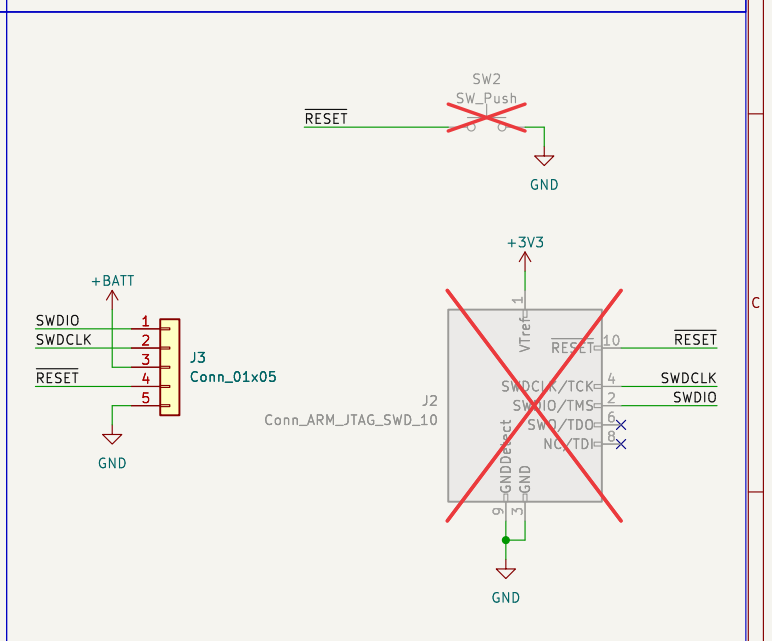 SW2
SW_Push
RESET
GND
+3V3
+BATT
1
VTref
C
SWDIO
1
SWDCLK
2
3
RESET
4
5
J3
Conn_01x05
GND
RESET
10
RESET
SWDCLK/TCK
4
SWDCLK
SWDIO/TMS
2
SWDIO
SWO/TDO
6
NC/TDI
8
J2
Conn_ARM_JTAG_SWD_10
GNDDetect
GND
9
3
GND